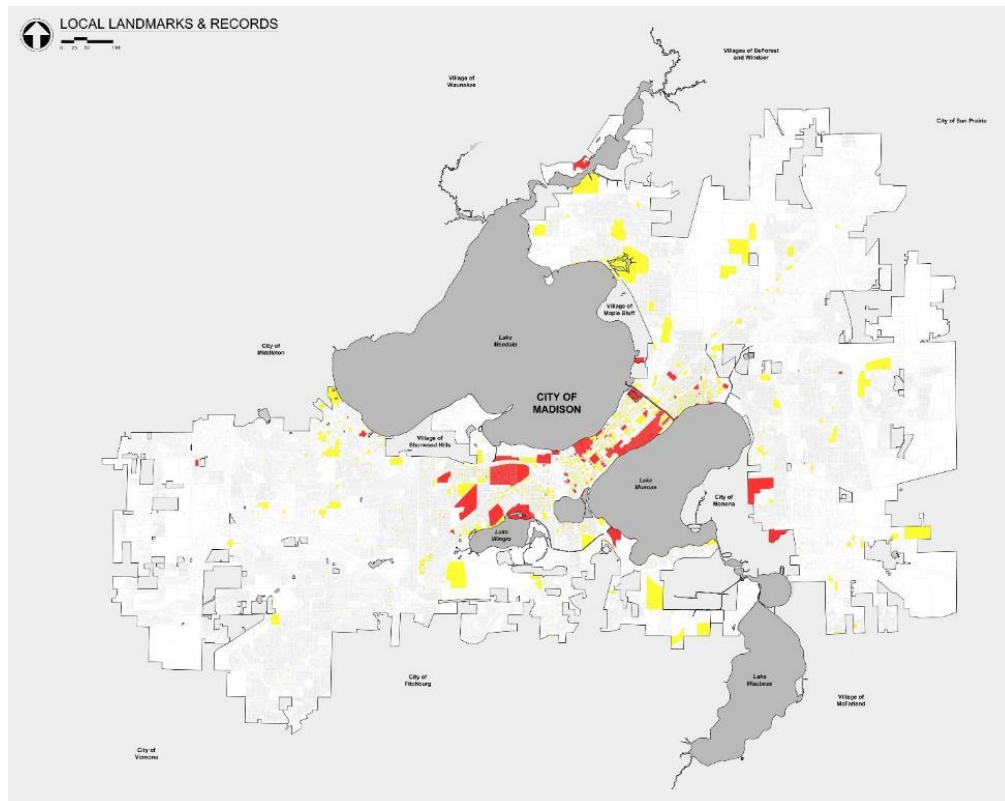 LOCAL LANDMARKS & RECORDS
Village of
Waunakee
Villages of DeForest
and Windsor
City of Sun Prairie
Village of
Maple Bluff
Lake
Mendota
City of
Middleton
CITY OF
MADISON
Village of
Shorewood Hills
Lake
Monona
City of
Monona
Lake
Wingra
City of
Fitchburg
Lake
Waubesa
Village of
McFarland
City of
Verona